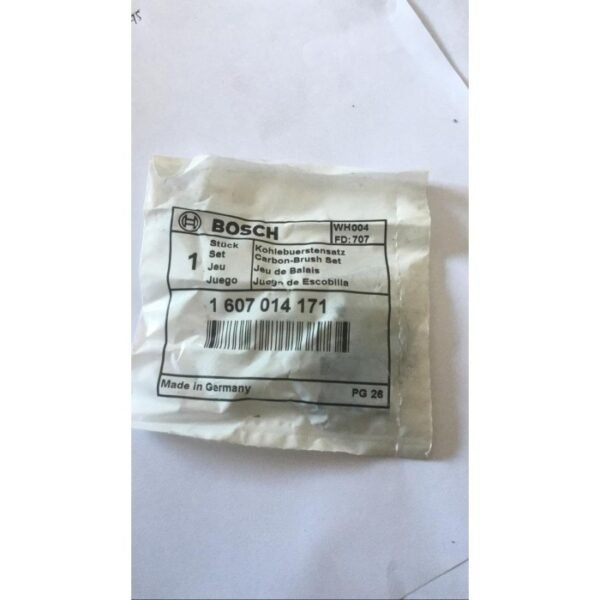 BOSCH
WH004
FD: 707
1
Stück
Set
Jeu
Juego
Kohlebuerstensatz
Carbon-Brush Set
Jeu de Balais
Juego de Escobilla
1 607 014 171
Made in Germany
PG 26